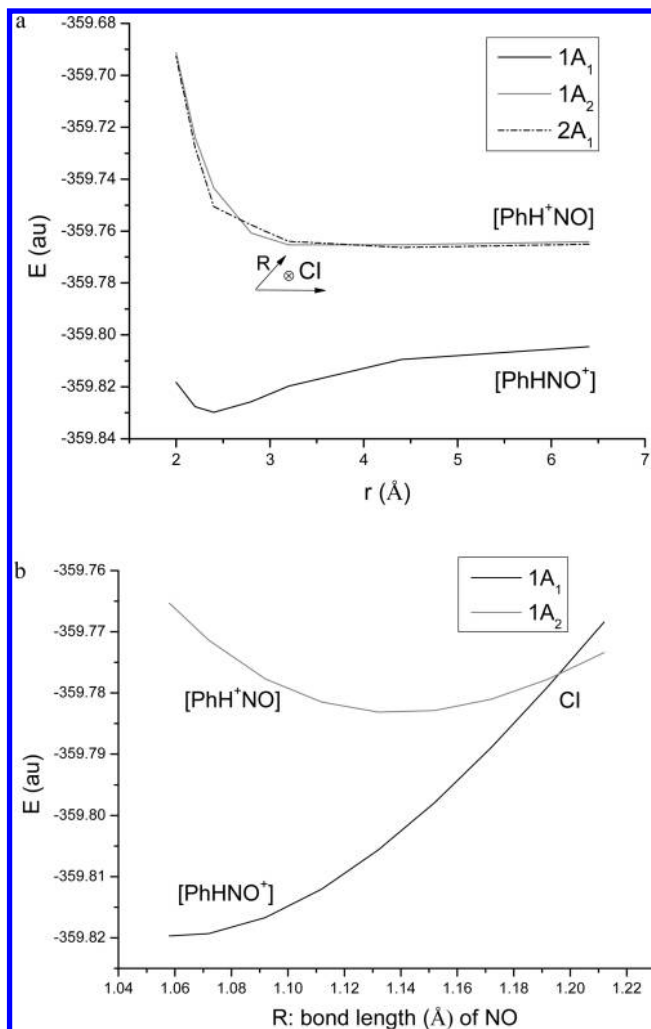 a
-359.68
-359.70
-359.72
-359.74
-359.76
-359.78
-359.80
-359.82
-359.84
E (au)
1A₁
1A₂
2A₁
[PhH⁺NO]
R
⊗ CI
[PhHNO⁺]
2 3 4 5 6 7
r (Å)
b
-359.76
-359.77
-359.78
-359.79
-359.80
-359.81
-359.82
E (au)
1A₁
1A₂
[PhH⁺NO]
CI
[PhHNO⁺]
1.04 1.06 1.08 1.10 1.12 1.14 1.16 1.18 1.20 1.22
R: bond length (Å) of NO